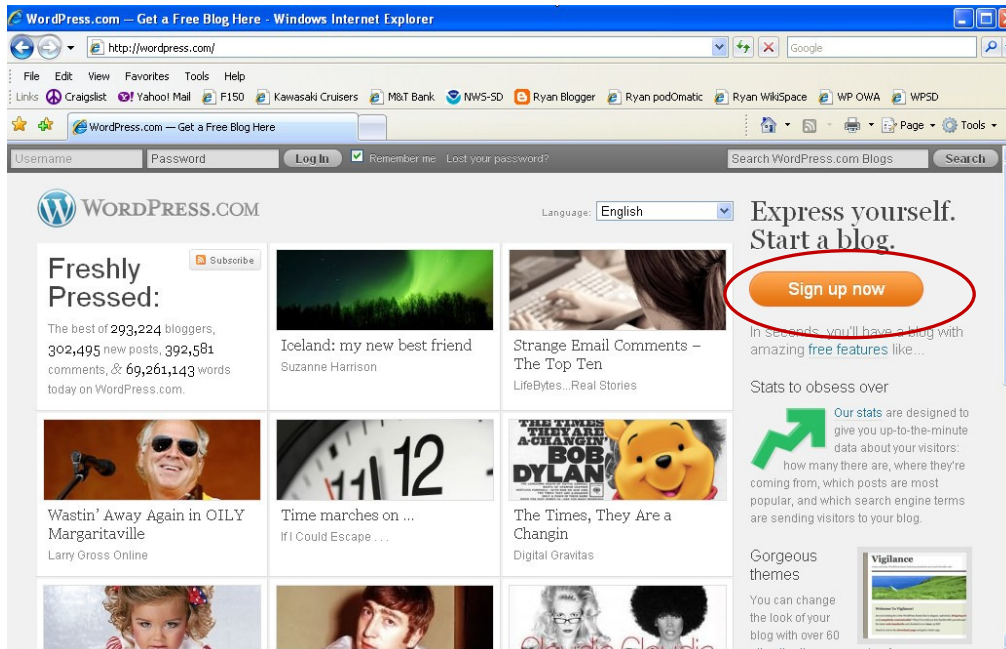 WordPress.com — Get a Free Blog Here - Windows Internet Explorer
http://wordpress.com/
Google
File Edit View Favorites Tools Help
Links Craigslist Yahoo! Mail F150 Kawasaki Cruisers M&T Bank NWS-SD Ryan Blogger Ryan podOmatic Ryan WikiSpace WP OWA WPSD
WordPress.com — Get a Free Blog Here
Page Tools
Username Password Log In Remember me Lost your password? Search WordPress.com Blogs Search
WORDPRESS.COM
Language: English
Express yourself.
Start a blog.
Sign up now
In seconds, you'll have a blog with
amazing free features like...
Freshly
Pressed:
Subscribe
The best of 293,224 bloggers,
302,495 new posts, 392,581
comments, & 69,261,143 words
today on WordPress.com.
Iceland: my new best friend
Suzanne Harrison
Strange Email Comments –
The Top Ten
LifeBytes...Real Stories
Stats to obsess over
Our stats are designed to
give you up-to-the-minute
data about your visitors:
how many there are, where they're
coming from, which posts are most
popular, and which search engine terms
are sending visitors to your blog.
Wastin' Away Again in OILY
Margaritaville
Larry Gross Online
11 12
Time marches on ...
If I Could Escape . . .
THE TIMES
THEY ARE
A-CHANGIN'
BOB
DYLAN
The Times, They Are a
Changin
Digital Gravitas
Gorgeous
themes
You can change
the look of your
blog with over 60
Vigilance
Welcome To Vigilance!
Claudia Claudia